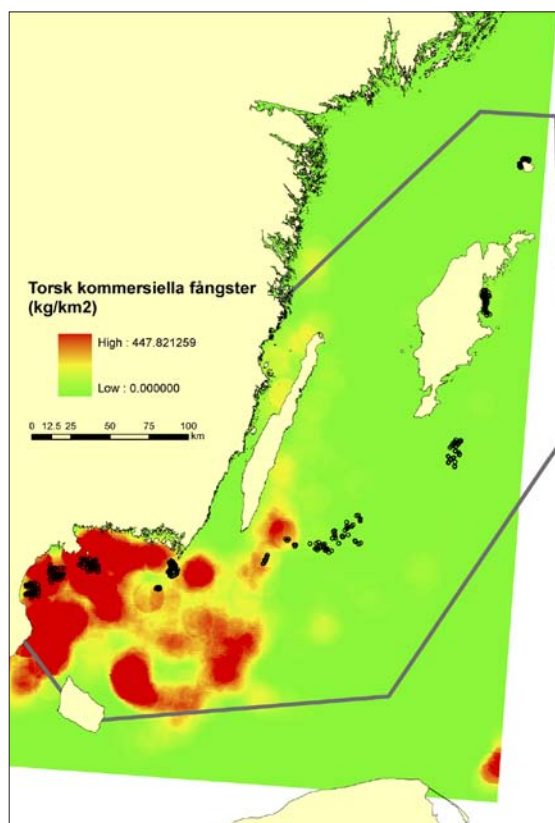 Torsk kommersiella fångster
(kg/km2)
High : 447.821259
Low : 0.000000
0 12.5 25 50 75 100
km